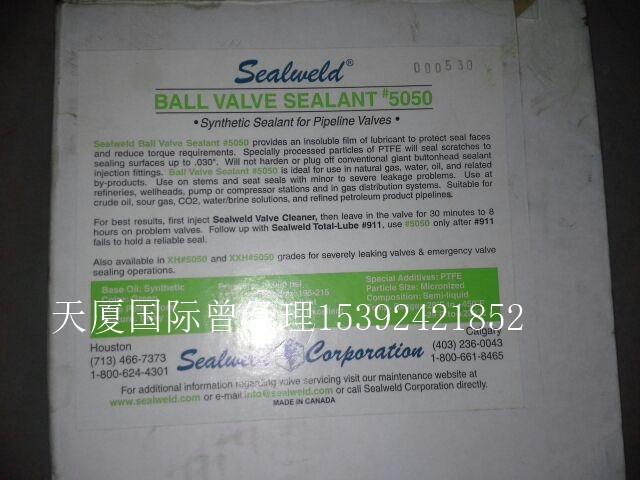 Sealweld®
000530
BALL VALVE SEALANT #5050
• Synthetic Sealant for Pipeline Valves •
Sealweld Ball Valve Sealant #5050 provides an insoluble film of lubricant to protect seal faces
and reduce torque requirements. Specially processed particles of PTFE will seal scratches to
sealing surfaces up to .030". Will not harden or plug off conventional giant buttonhead sealant
injection fittings. Ball Valve Sealant #5050 is ideal for use in natural gas, water, oil, and related
by-products. Use on stems and seat seals with minor to severe leakage problems. Use at
refineries, wellheads, pump or compressor stations and in gas distribution systems. Suitable for
crude oil, sour gas, CO2, water/brine solutions, and refined petroleum product pipelines.
For best results, first inject Sealweld Valve Cleaner, then leave in the valve for 30 minutes to 8
hours on problem valves. Follow up with Sealweld Total-Lube #911, use #5050 only after #911
fails to hold a reliable seal.
Also available in XH#5050 and XXH#5050 grades for severely leaking valves & emergency valve
sealing operations.
Base Oil: Synthetic
psi
195-215
Special Additives: PTFE
Particle Size: Micronized
Composition: Semi-liquid
天厦国际曾 理15392421852
Houston
(713) 466-7373
1-800-624-4301
Sealweld Corporation
Calgary
(403) 236-0043
1-800-661-8465
For additional information regarding valve servicing visit our maintenance website at
www.sealweld.com or e-mail info@sealweld.com or call Sealweld Corporation directly.
MADE IN CANADA